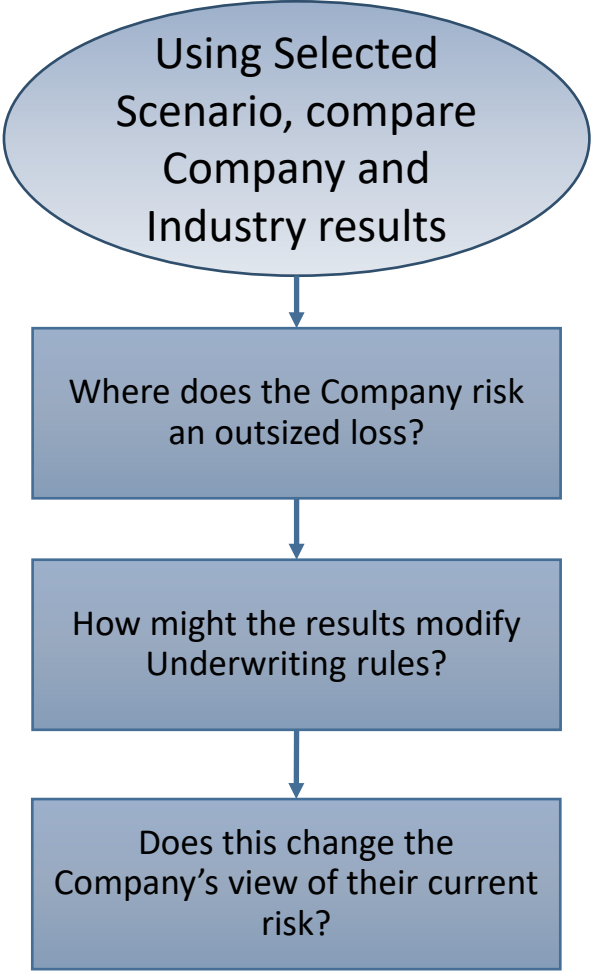 Using Selected
Scenario, compare
Company and
Industry results
Where does the Company risk
an outsized loss?
How might the results modify
Underwriting rules?
Does this change the
Company’s view of their current
risk?